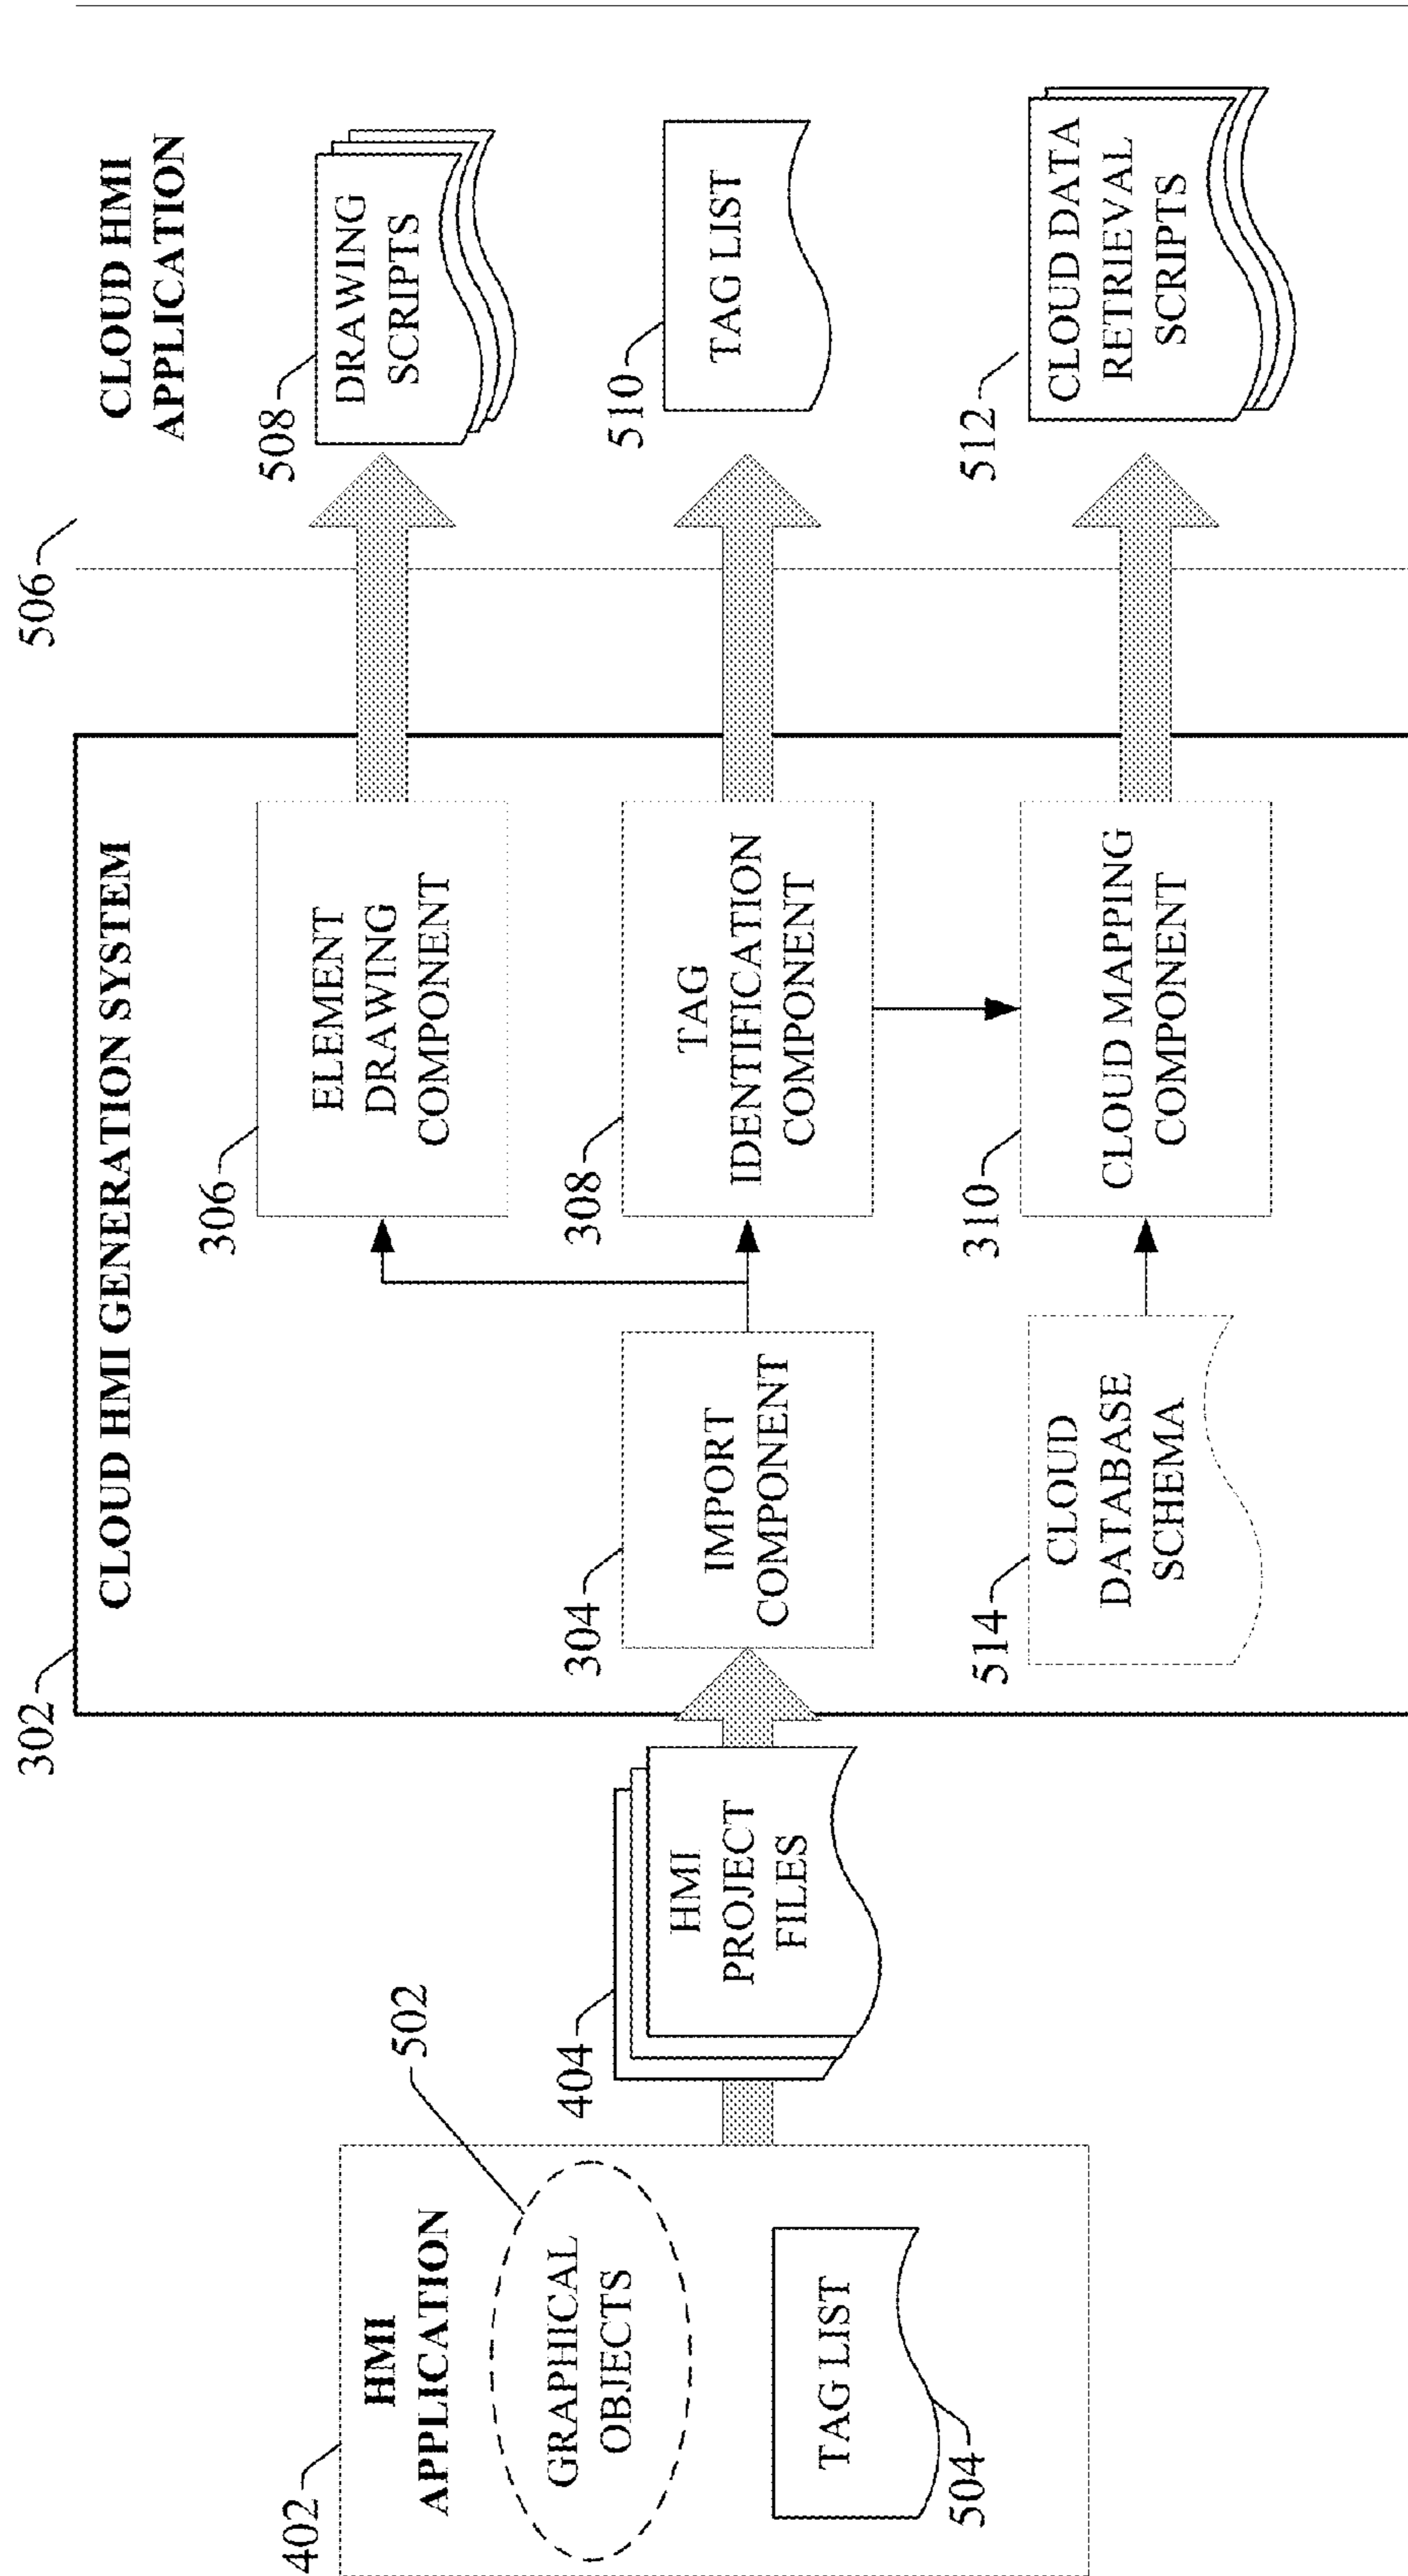 402
HMI
APPLICATION
GRAPHICAL
OBJECTS
502
TAG LIST
504
404
HMI
PROJECT
FILES
302
CLOUD HMI GENERATION SYSTEM
304
IMPORT
COMPONENT
306
ELEMENT
DRAWING
COMPONENT
308
TAG
IDENTIFICATION
COMPONENT
514
CLOUD
DATABASE
SCHEMA
310
CLOUD MAPPING
COMPONENT
506
CLOUD HMI
APPLICATION
508
DRAWING
SCRIPTS
510
TAG LIST
512
CLOUD DATA
RETRIEVAL
SCRIPTS